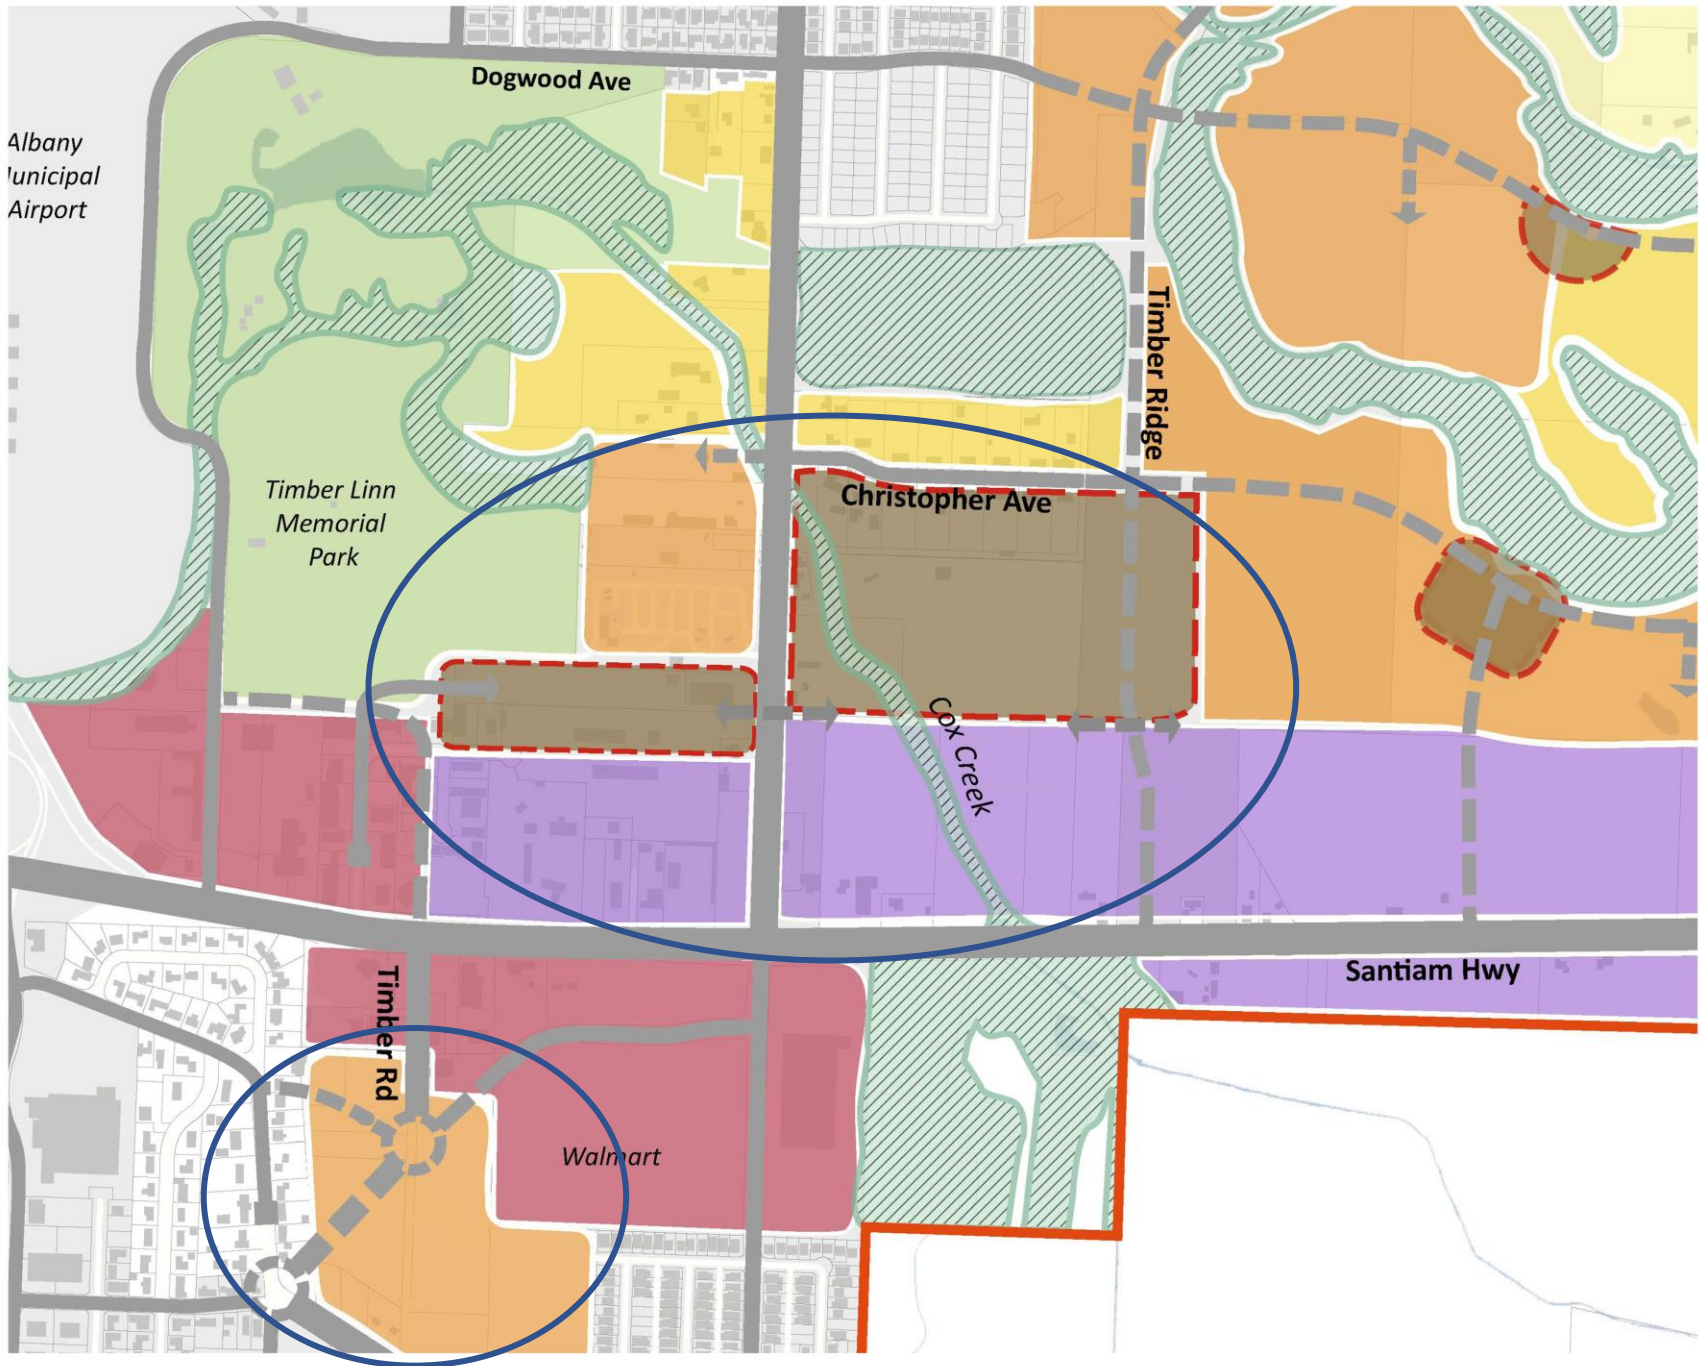 Dogwood Ave
Albany
Municipal
Airport
Timber Ridge
Christopher Ave
Timber Linn
Memorial
Park
Cox Creek
Santiam Hwy
Timber Rd
Walmart